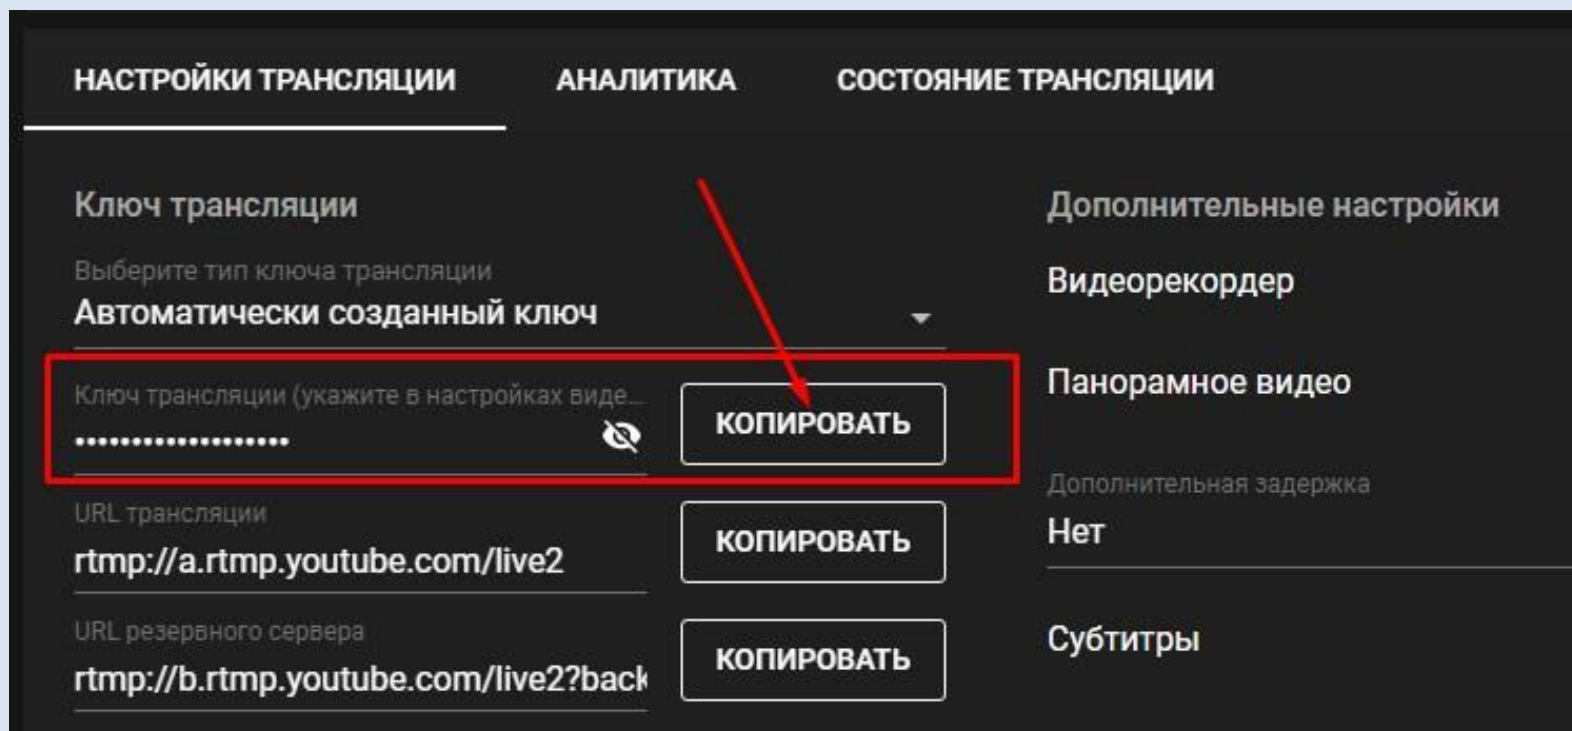 НАСТРОЙКИ ТРАНСЛЯЦИИ АНАЛИТИКА СОСТОЯНИЕ ТРАНСЛЯЦИИ
Ключ трансляции
Выберите тип ключа трансляции
Автоматически созданный ключ
Ключ трансляции (укажите в настройках виде...
••••••••••••••••••• КОПИРОВАТЬ
URL трансляции
rtmp://a.rtmp.youtube.com/live2 КОПИРОВАТЬ
URL резервного сервера
rtmp://b.rtmp.youtube.com/live2?back КОПИРОВАТЬ
Дополнительные настройки
Видеорекордер
Панорамное видео
Дополнительная задержка
Нет
Субтитры